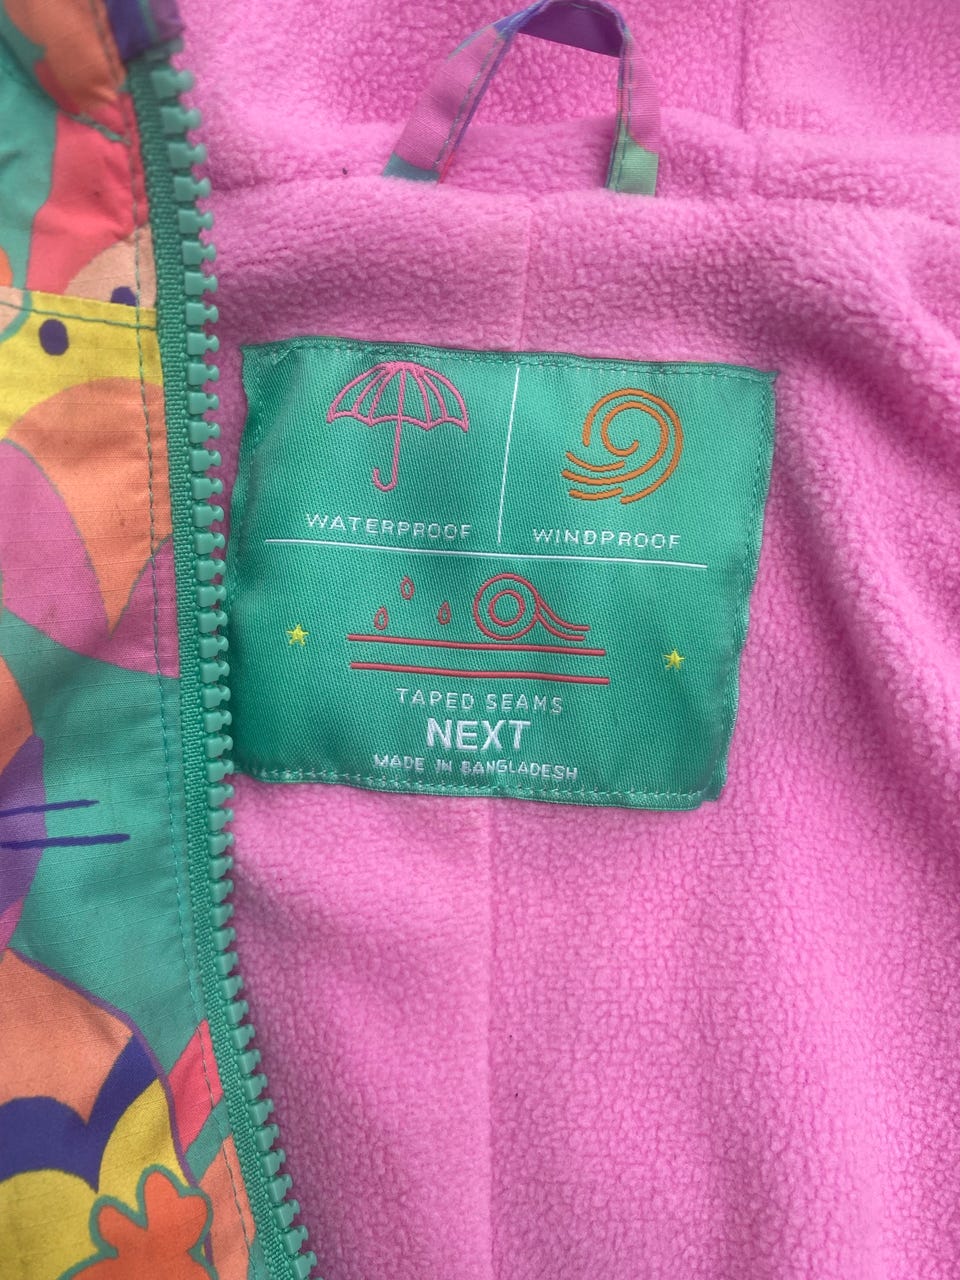 WATERPROOF
WINDPROOF
TAPED SEAMS
NEXT
MADE IN BANGLADESH